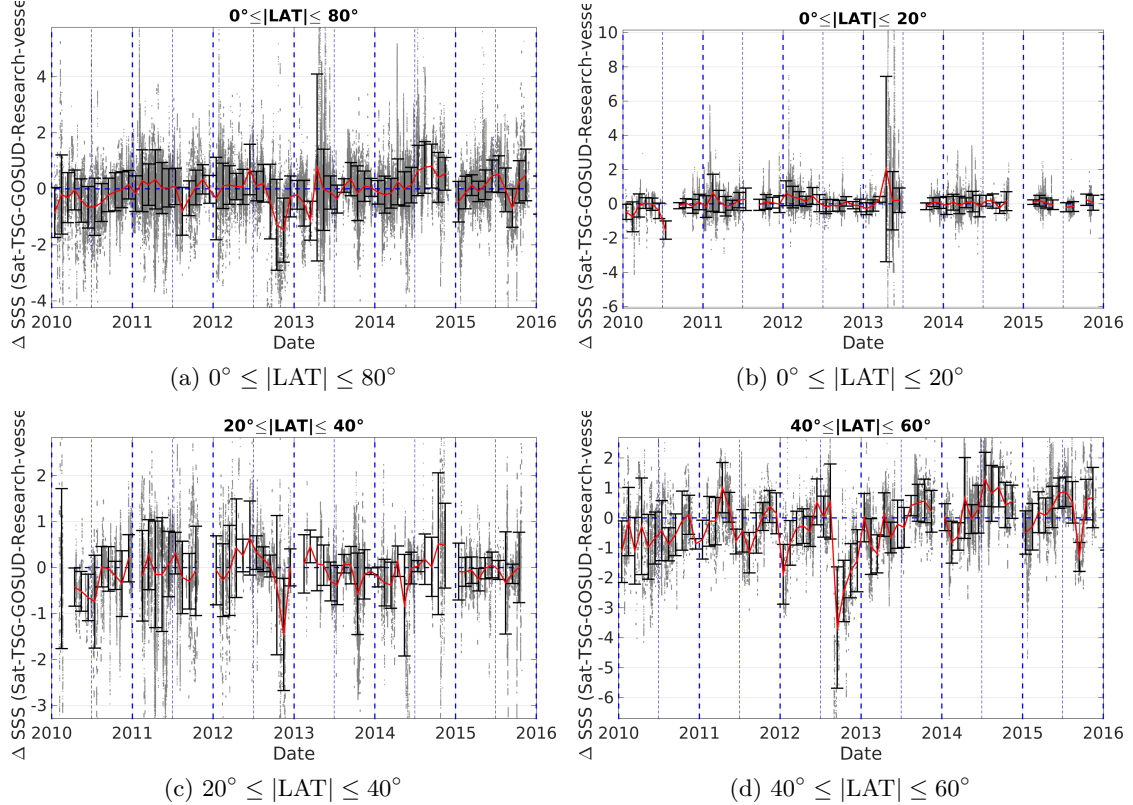 0°≤|LAT|≤ 80°
Δ SSS (Sat-TSG-GOSUD-Research-vesse
4
2
0
-2
-4
2010 2011 2012 2013 2014 2015 2016
Date
(a) 0° ≤ |LAT| ≤ 80°
0°≤|LAT|≤ 20°
Δ SSS (Sat-TSG-GOSUD-Research-vesse
10
8
6
4
2
0
-2
-4
-6
2010 2011 2012 2013 2014 2015 2016
Date
(b) 0° ≤ |LAT| ≤ 20°
20°≤|LAT|≤ 40°
Δ SSS (Sat-TSG-GOSUD-Research-vesse
2
1
0
-1
-2
-3
2010 2011 2012 2013 2014 2015 2016
Date
(c) 20° ≤ |LAT| ≤ 40°
40°≤|LAT|≤ 60°
Δ SSS (Sat-TSG-GOSUD-Research-vesse
2
1
0
-1
-2
-3
-4
-5
-6
2010 2011 2012 2013 2014 2015 2016
Date
(d) 40° ≤ |LAT| ≤ 60°